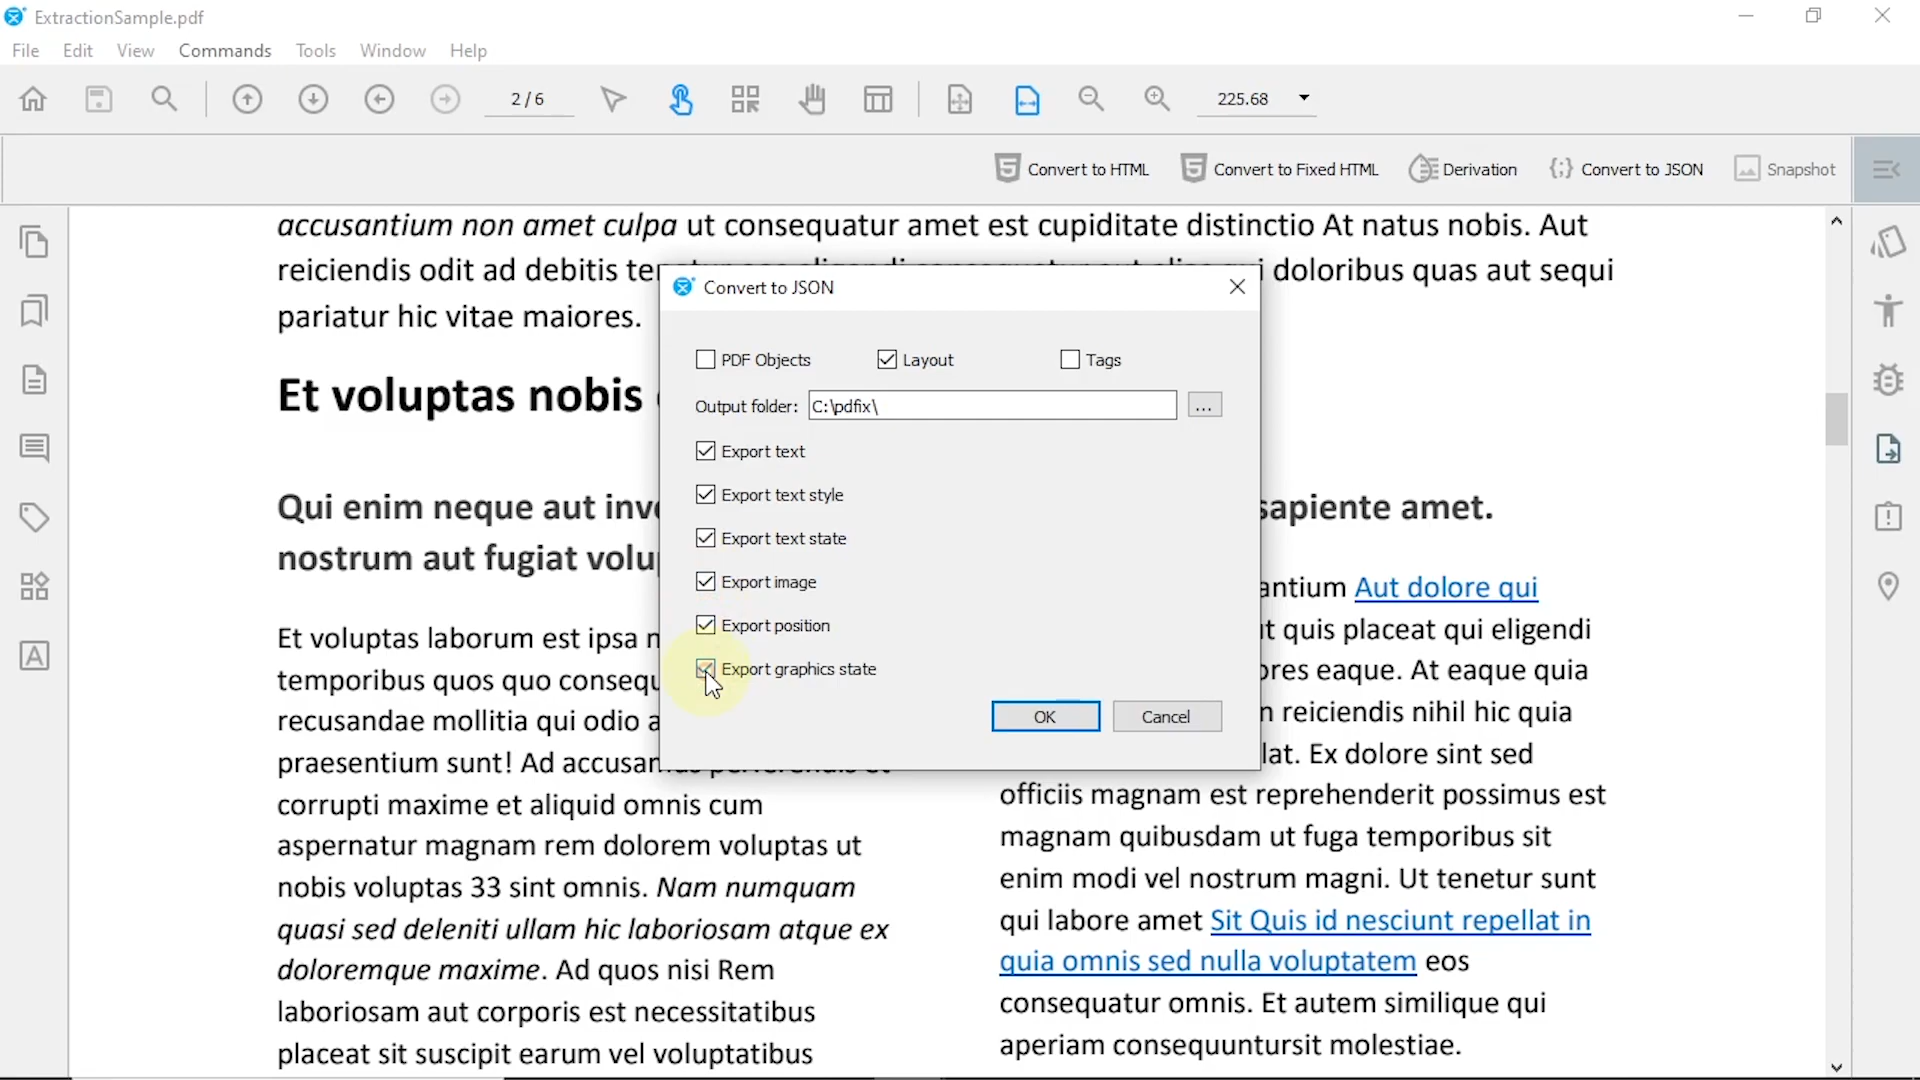 ExtractionSample.pdf
File Edit View Commands Tools Window Help
2 / 6
225.68
Convert to HTML
Convert to Fixed HTML
Derivation
Convert to JSON
Snapshot
accusantium non amet culpa ut consequatur amet est cupiditate distinctio At natus nobis. Aut
reiciendis odit ad debitis doloribus quas aut sequi
pariatur hic vitae maiores.
Et voluptas nobis
Qui enim neque aut sapiente amet.
nostrum aut fugiat
Et voluptas laborum est ipsa
temporibus quos quo
recusandae mollitia qui odio
praesentium sunt! Ad
corrupti maxime et aliquid omnis cum
aspernatur magnam rem dolorem voluptas ut
nobis voluptas 33 sint omnis. Nam numquam
quasi sed deleniti ullam hic laboriosam atque ex
doloremque maxime. Ad quos nisi Rem
laboriosam aut corporis est necessitatibus
placeat sit suscipit earum vel voluptatibus
Aut dolore qui
quis placeat qui eligendi
eaque. At eaque quia
reiciendis nihil hic quia
Ex dolore sint sed
officiis magnam est reprehenderit possimus est
magnam quibusdam ut fuga temporibus sit
enim modi vel nostrum magni. Ut tenetur sunt
qui labore amet Sit Quis id nesciunt repellat in
quia omnis sed nulla voluptatem eos
consequatur omnis. Et autem similique qui
aperiam consequuntursit molestiae.
Convert to JSON
PDF Objects
Layout
Tags
Output folder: C:\pdfix\
...
Export text
Export text style
Export text state
Export image
Export position
Export graphics state
OK
Cancel